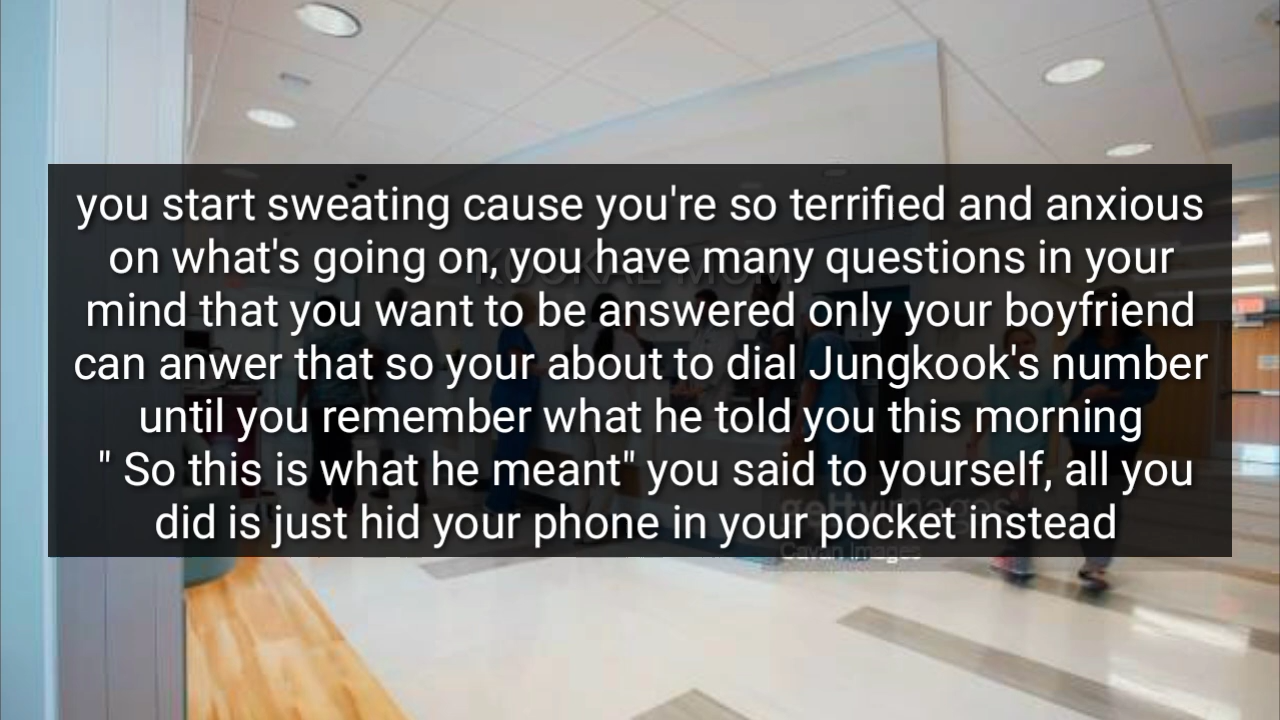 you start sweating cause you're so terrified and anxious
on what's going on, you have many questions in your
mind that you want to be answered only your boyfriend
can anwer that so your about to dial Jungkook's number
until you remember what he told you this morning
" So this is what he meant" you said to yourself, all you
did is just hid your phone in your pocket instead
gettyimages
Cavan Images